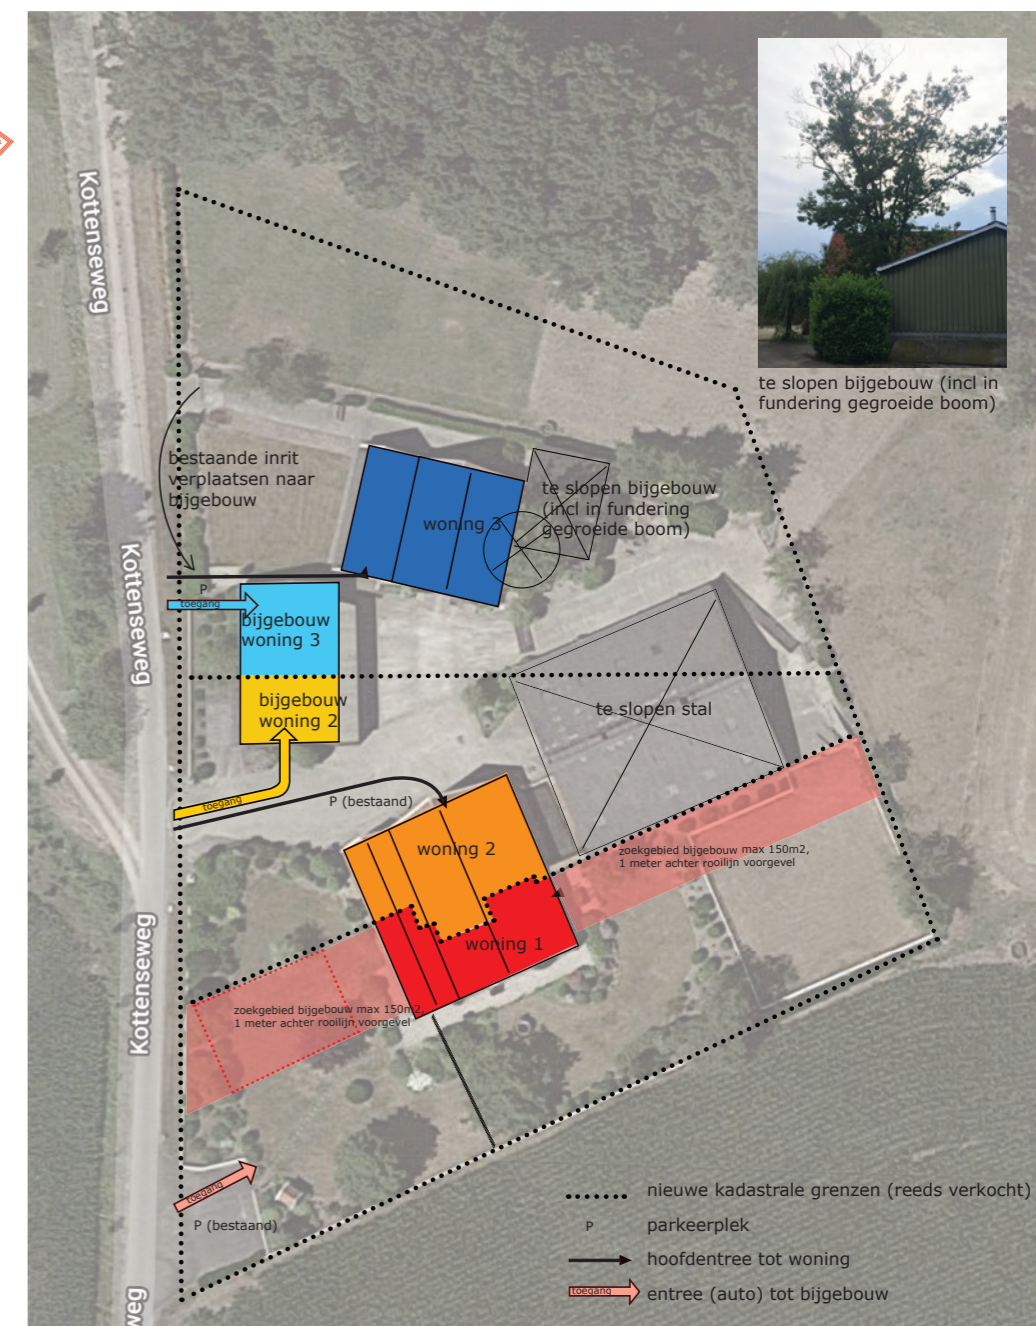 Kottenseweg
te slopen bijgebouw (incl in
fundering gegroeide boom)
bestaande inrit
verplaatsen naar
bijgebouw
te slopen bijgebouw
(incl in fundering
gegroeide boom)
woning 3
Kottenseweg
P
toegang
bijgebouw
woning 3
bijgebouw
woning 2
te slopen stal
toegang
P (bestaand)
woning 2
zoekgebied bijgebouw max 150m2,
1 meter achter rooilijn voorgevel
Kottenseweg
woning 1
zoekgebied bijgebouw max 150m2,
1 meter achter rooilijn voorgevel
toegang
P (bestaand)
nieuwe kadastrale grenzen (reeds verkocht)
P parkeerplek
hoofdentree tot woning
toegang entree (auto) tot bijgebouw
weg